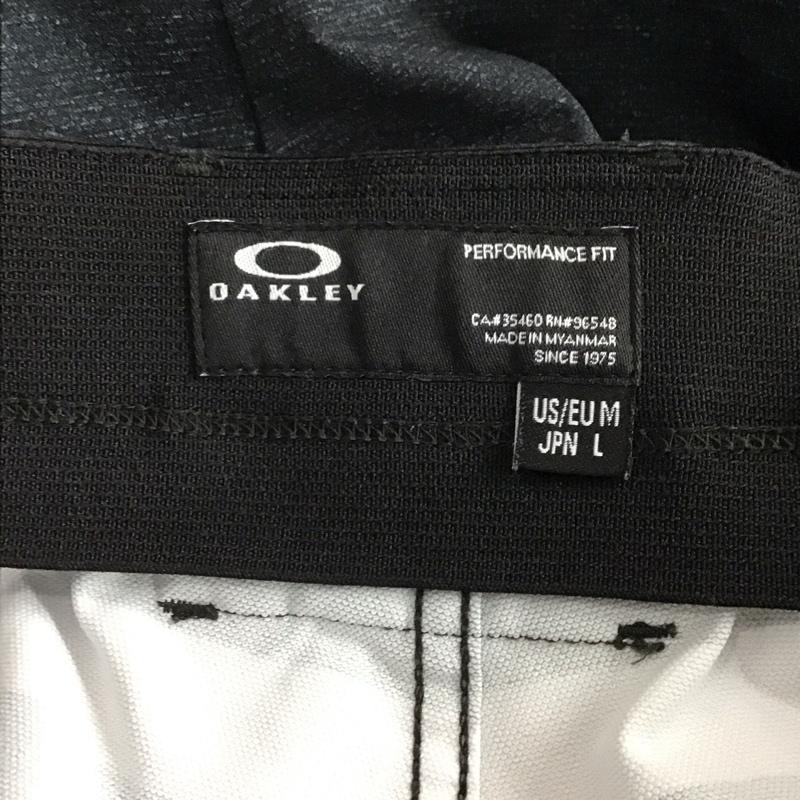 OAKLEY
PERFORMANCE FIT
CA#35460 RN#96548
MADE IN MYANMAR
SINCE 1975
US/EU M
JPN L